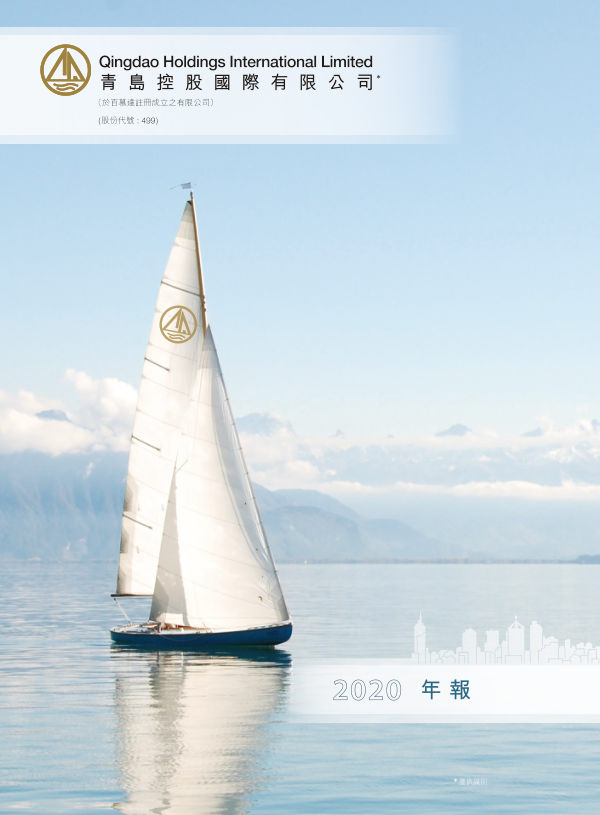 Qingdao Holdings International Limited
青島控股國際有限公司*
（於百慕達註冊成立之有限公司）
(股份代號 : 499)
2020 年報
* 僅供識別